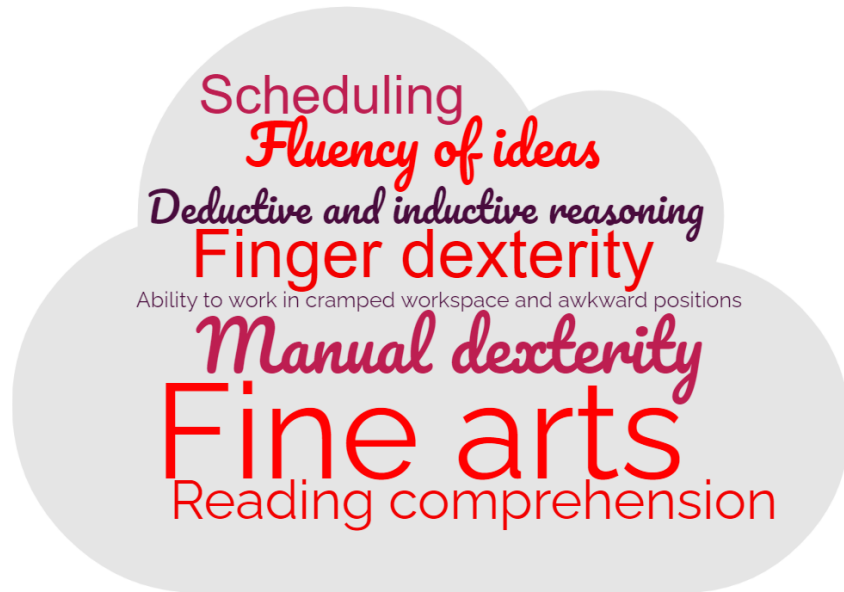 Scheduling
Fluency of ideas
Deductive and inductive reasoning
Finger dexterity
Ability to work in cramped workspace and awkward positions
Manual dexterity
Fine arts
Reading comprehension